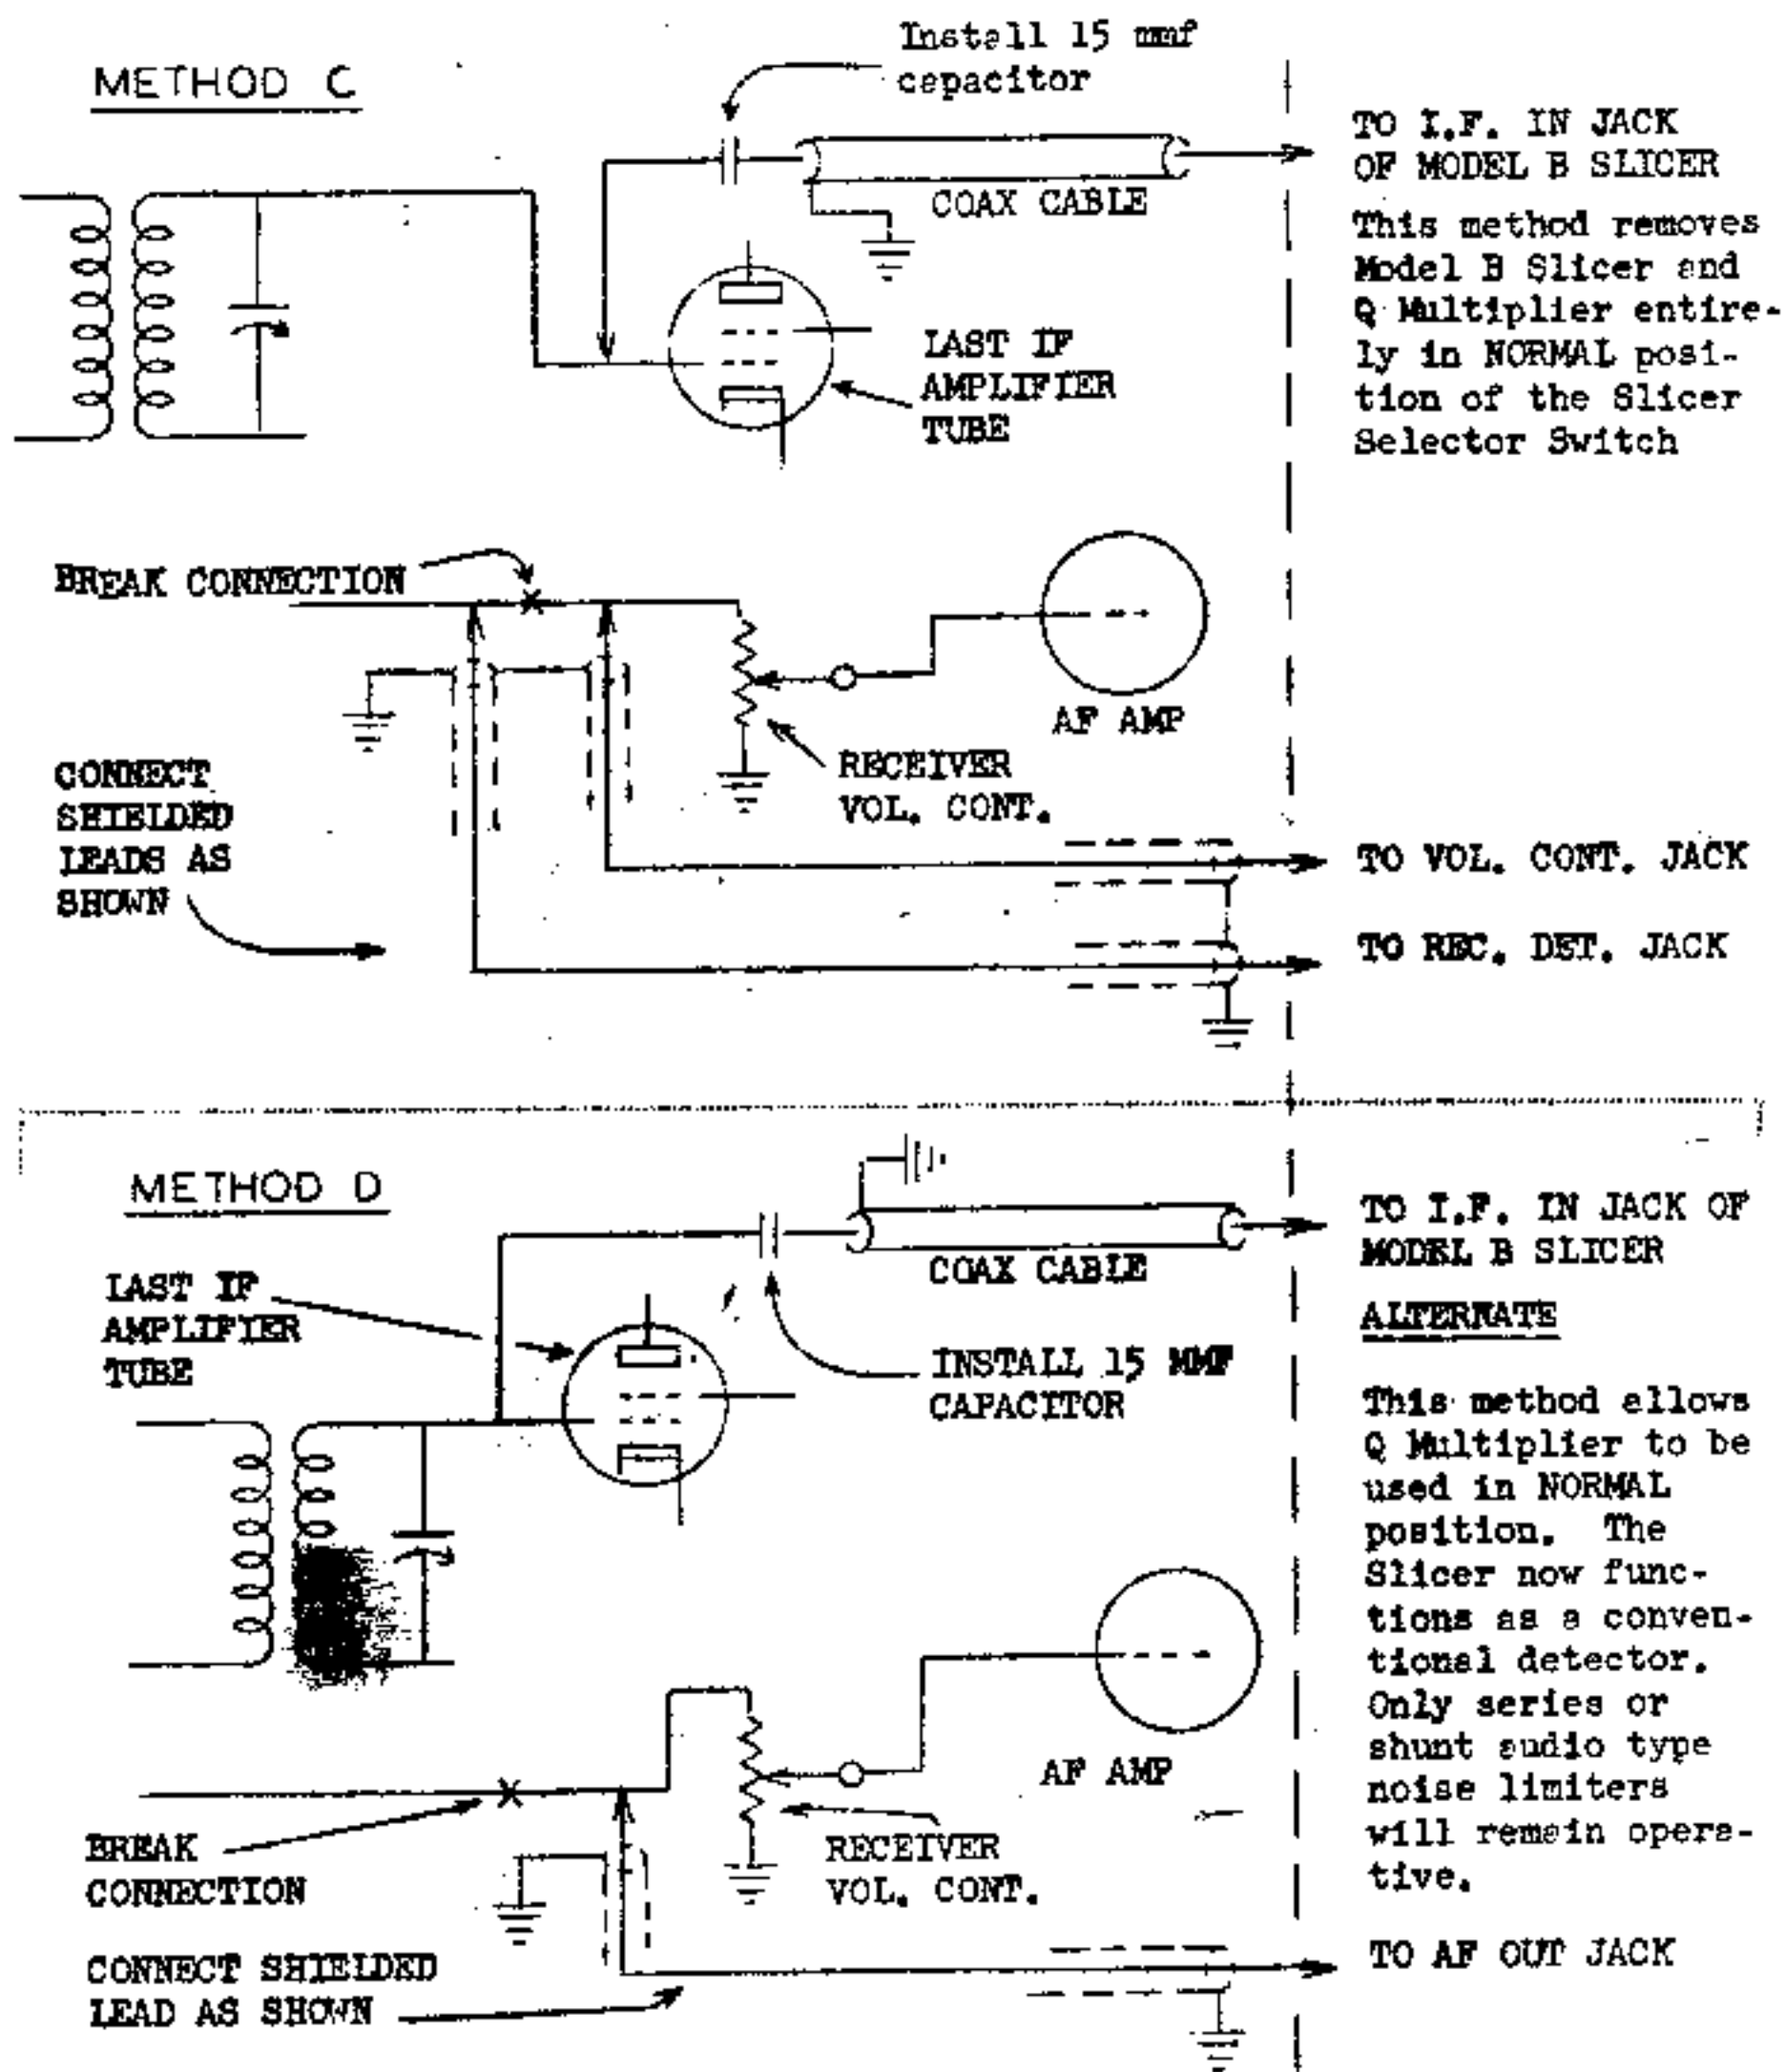 METHOD C
Install 15 mmf
capacitor
TO I.F. IN JACK
OF MODEL B SLICER
COAX CABLE
This method removes
Model B Slicer and
Q Multiplier entire-
ly in NORMAL posi-
tion of the Slicer
Selector Switch
LAST IF
AMPLIFIER
TUBE
BREAK CONNECTION
AF AMP
RECEIVER
VOL. CONT.
CONNECT
SHIELDED
LEADS AS
SHOWN
TO VOL. CONT. JACK
TO REC. DET. JACK
METHOD D
TO I.F. IN JACK OF
MODEL B SLICER
COAX CABLE
LAST IF
AMPLIFIER
TUBE
INSTALL 15 MMF
CAPACITOR
ALTERNATE
This method allows
Q Multiplier to be
used in NORMAL
position. The
Slicer now func-
tions as a conven-
tional detector.
Only series or
shunt audio type
noise limiters
will remain opera-
tive.
AF AMP
BREAK
CONNECTION
RECEIVER
VOL. CONT.
CONNECT SHIELDED
LEAD AS SHOWN
TO AF OUT JACK